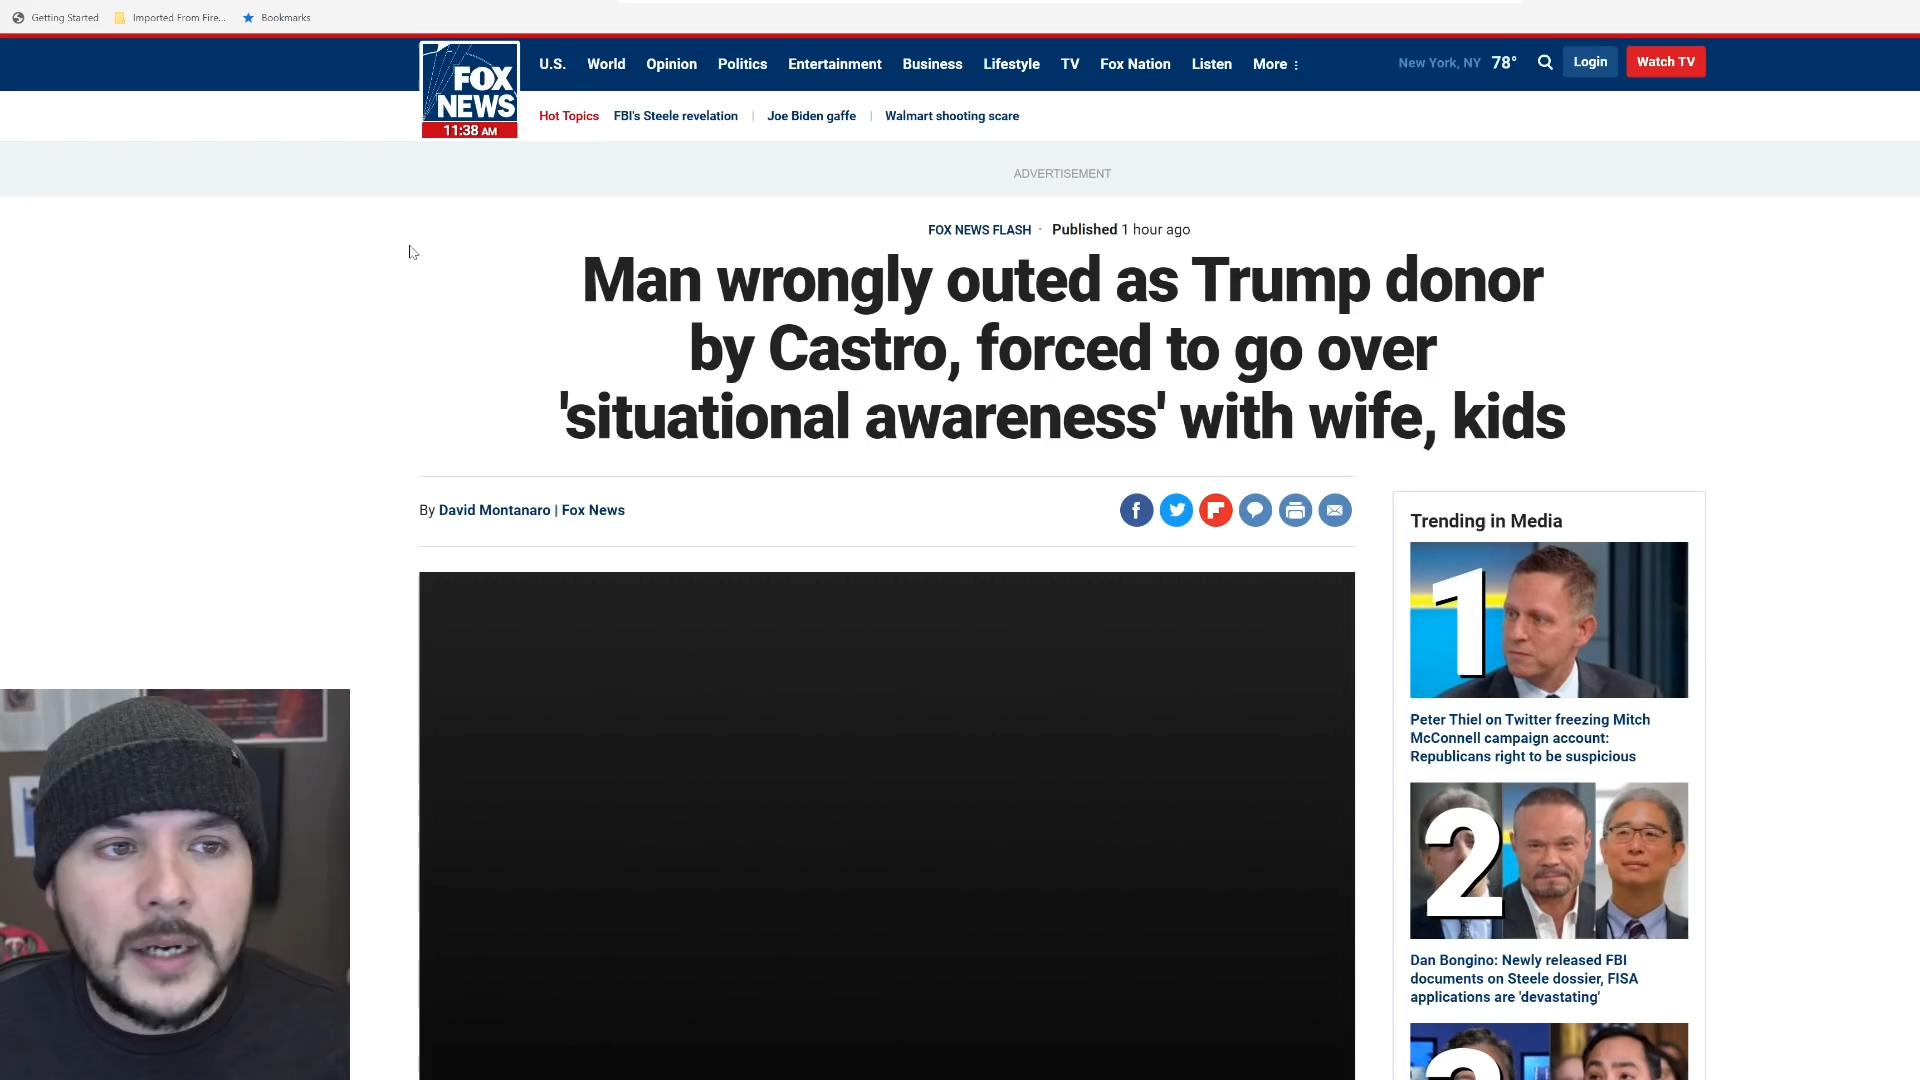 Getting Started
Imported From Fire...
Bookmarks
FOX
NEWS
11:38 AM
U.S.
World
Opinion
Politics
Entertainment
Business
Lifestyle
TV
Fox Nation
Listen
More
New York, NY 78°
Login
Watch TV
Hot Topics
FBI's Steele revelation
Joe Biden gaffe
Walmart shooting scare
ADVERTISEMENT
FOX NEWS FLASH · Published 1 hour ago
Man wrongly outed as Trump donor
by Castro, forced to go over
'situational awareness' with wife, kids
By David Montanaro | Fox News
Trending in Media
1
Peter Thiel on Twitter freezing Mitch
McConnell campaign account:
Republicans right to be suspicious
2
Dan Bongino: Newly released FBI
documents on Steele dossier, FISA
applications are 'devastating'